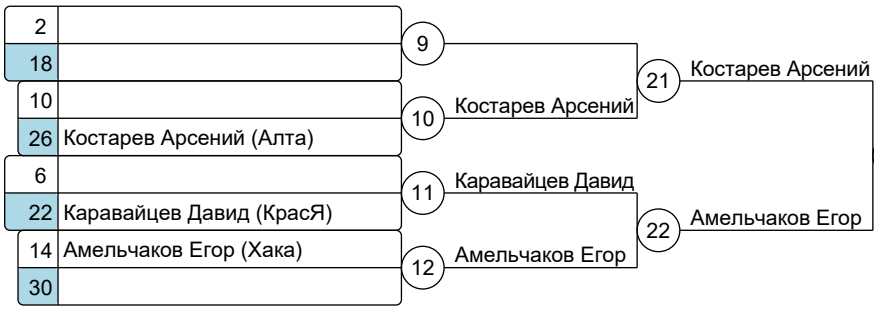 2
18
9
10
26 Костарев Арсений (Алта)
10
Костарев Арсений
21
Костарев Арсений
6
22 Каравайцев Давид (КрасЯ)
11
Каравайцев Давид
14 Амельчаков Егор (Хака)
30
12
Амельчаков Егор
22
Амельчаков Егор